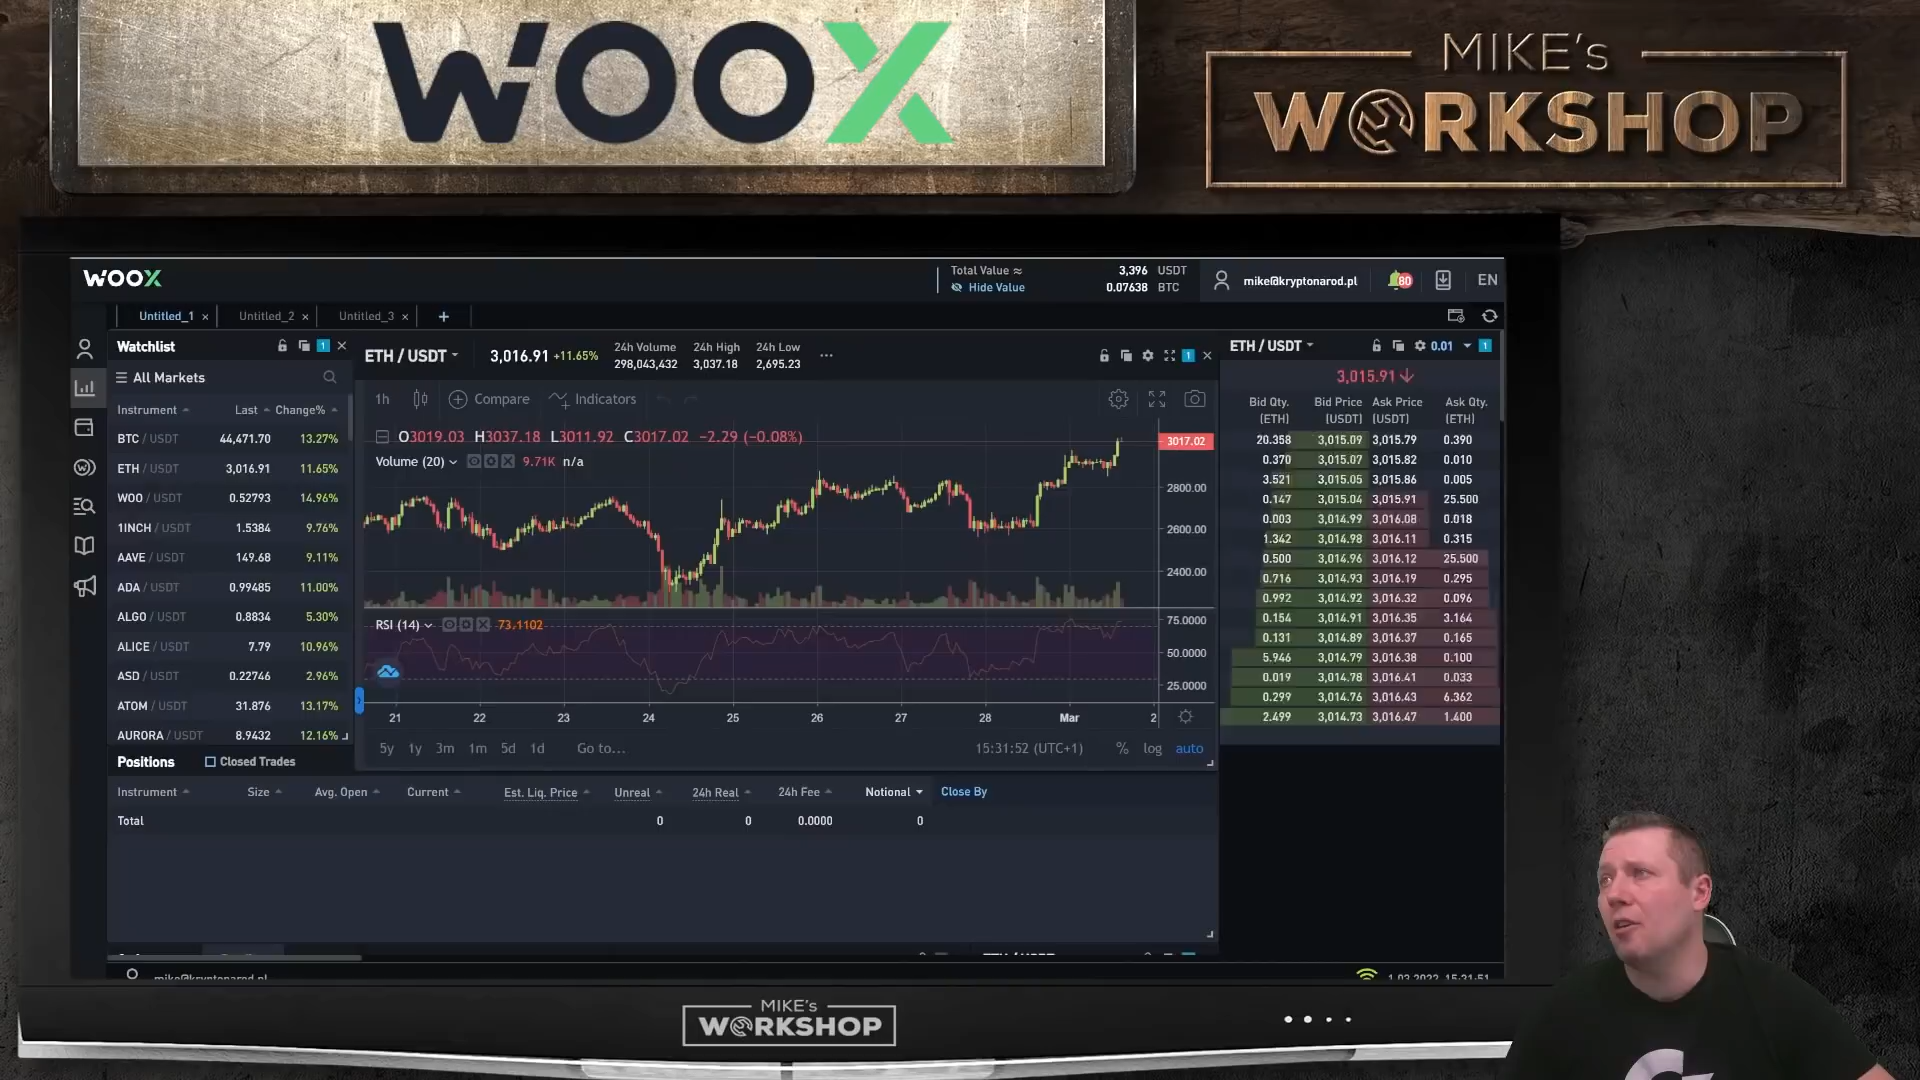 WOOX
MIKE's
WORKSHOP
WOOX
Total Value ≈ 3,396 USDT
Hide Value 0.07638 BTC
mike@kryptonarod.pl
80
EN
Untitled_1 × Untitled_2 × Untitled_3 × +
Watchlist
1
All Markets
Instrument Last Change%
BTC / USDT 44,471.70 13.27%
ETH / USDT 3,016.91 11.65%
WOO / USDT 0.52793 14.96%
1INCH / USDT 1.5384 9.76%
AAVE / USDT 149.68 9.11%
ADA / USDT 0.99485 11.00%
ALGO / USDT 0.8834 5.30%
ALICE / USDT 7.79 10.96%
ASD / USDT 0.22746 2.96%
ATOM / USDT 31.876 13.17%
AURORA / USDT 8.9432 12.16%
ETH / USDT 3,016.91 +11.65%
24h Volume 24h High 24h Low
298,043,432 3,037.18 2,695.23
1
1h Compare Indicators
O3019.03 H3037.18 L3011.92 C3017.02 −2.29 (−0.08%)
Volume (20) 9.71K n/a
3017.02
2800.00
2600.00
2400.00
RSI (14) 73.1102
75.0000
50.0000
25.0000
21 22 23 24 25 26 27 28 Mar 2
5y 1y 3m 1m 5d 1d Go to... 15:31:52 (UTC+1) % log auto
ETH / USDT 0.01 1
3,015.91
Bid Qty. Bid Price Ask Price Ask Qty.
(ETH) (USDT) (USDT) (ETH)
20.358 3,015.09 3,015.79 0.390
0.370 3,015.07 3,015.82 0.010
3.521 3,015.05 3,015.86 0.005
0.147 3,015.04 3,015.91 25.500
0.003 3,014.99 3,016.08 0.018
1.342 3,014.98 3,016.11 0.315
0.500 3,014.96 3,016.12 25.500
0.716 3,014.93 3,016.19 0.295
0.992 3,014.92 3,016.32 0.096
0.154 3,014.91 3,016.35 3.164
0.131 3,014.89 3,016.37 0.165
5.946 3,014.79 3,016.38 0.100
0.019 3,014.78 3,016.41 0.033
0.299 3,014.76 3,016.43 6.362
2.499 3,014.73 3,016.47 1.400
Positions Closed Trades
Instrument Size Avg. Open Current Est. Liq. Price Unreal 24h Real 24h Fee Notional Close By
Total 0 0 0.0000 0
mike@kryptonarod.pl
MIKE's
WORKSHOP